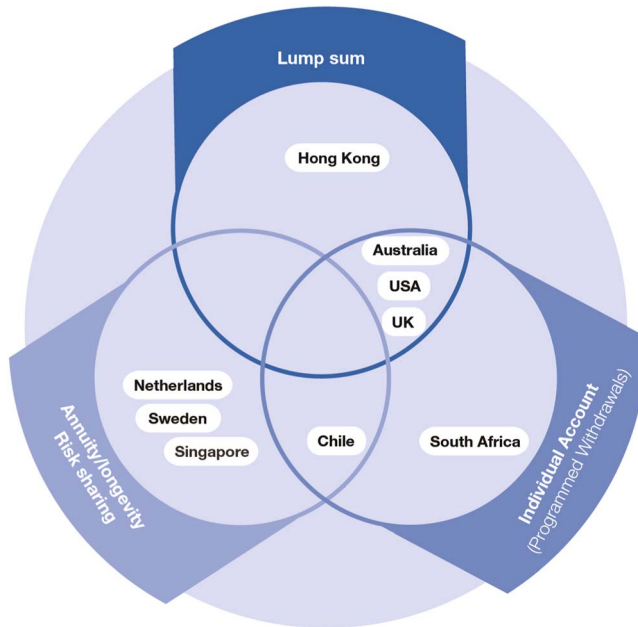 Lump sum
Hong Kong
Australia
USA
UK
Netherlands
Sweden
Singapore
Chile
South Africa
Annuity/longevity
Risk sharing
Individual Account
(Programmed Withdrawals)